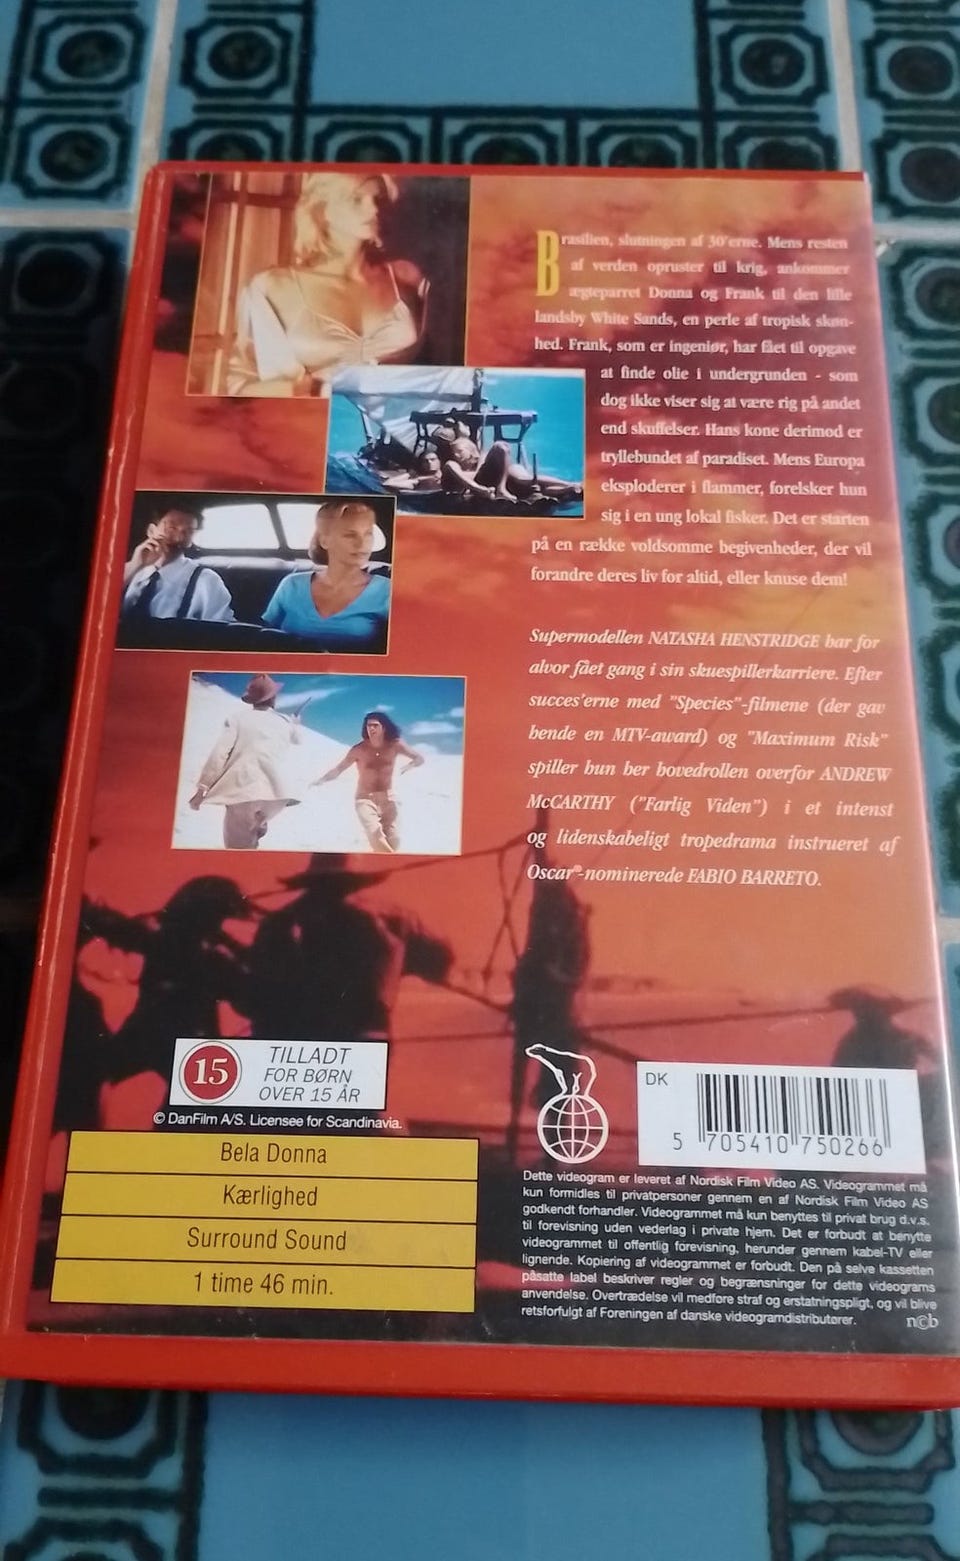 Brasilien, slutningen af 30'erne. Mens resten
af verden opruster til krig, ankommer
ægteparret Donna og Frank til den lille
landsby White Sands, en perle af tropisk skøn-
hed. Frank, som er ingeniør, har fået til opgave
at finde olie i undergrunden - som
dog ikke viser sig at være rig på andet
end skuffelser. Hans kone derimod er
tryllebundet af paradiset. Mens Europa
eksploderer i flammer, forelsker hun
sig i en ung lokal fisker. Det er starten
på en række voldsomme begivenheder, der vil
forandre deres liv for altid, eller knuse dem!
Supermodellen NATASHA HENSTRIDGE har for
alvor fået gang i sin skuespillerkarriere. Efter
succes'erne med "Species"-filmene (der gav
hende en MTV-award) og "Maximum Risk"
spiller hun her hovedrollen overfor ANDREW
McCARTHY ("Farlig Viden") i et intenst
og lidenskabeligt tropedrama instrueret af
Oscar®-nominerede FABIO BARRETO.
15
TILLADT
FOR BØRN
OVER 15 ÅR
© DanFilm A/S. Licensee for Scandinavia.
Bela Donna
Kærlighed
Surround Sound
1 time 46 min.
DK
5 705410 750266
Dette videogram er leveret af Nordisk Film Video AS. Videogrammet må
kun formidles til privatpersoner gennem en af Nordisk Film Video AS
godkendt forhandler. Videogrammet må kun benyttes til privat brug d.v.s.
til forevisning uden vederlag i private hjem. Det er forbudt at benytte
videogrammet til offentlig forevisning, herunder gennem kabel-TV eller
lignende. Kopiering af videogrammet er forbudt. Den på selve kassetten
påsatte label beskriver regler og begrænsninger for dette videograms
anvendelse. Overtrædelse vil medføre straf og erstatningspligt, og vil blive
retsforfulgt af Foreningen af danske videogramdistributører.
n©b